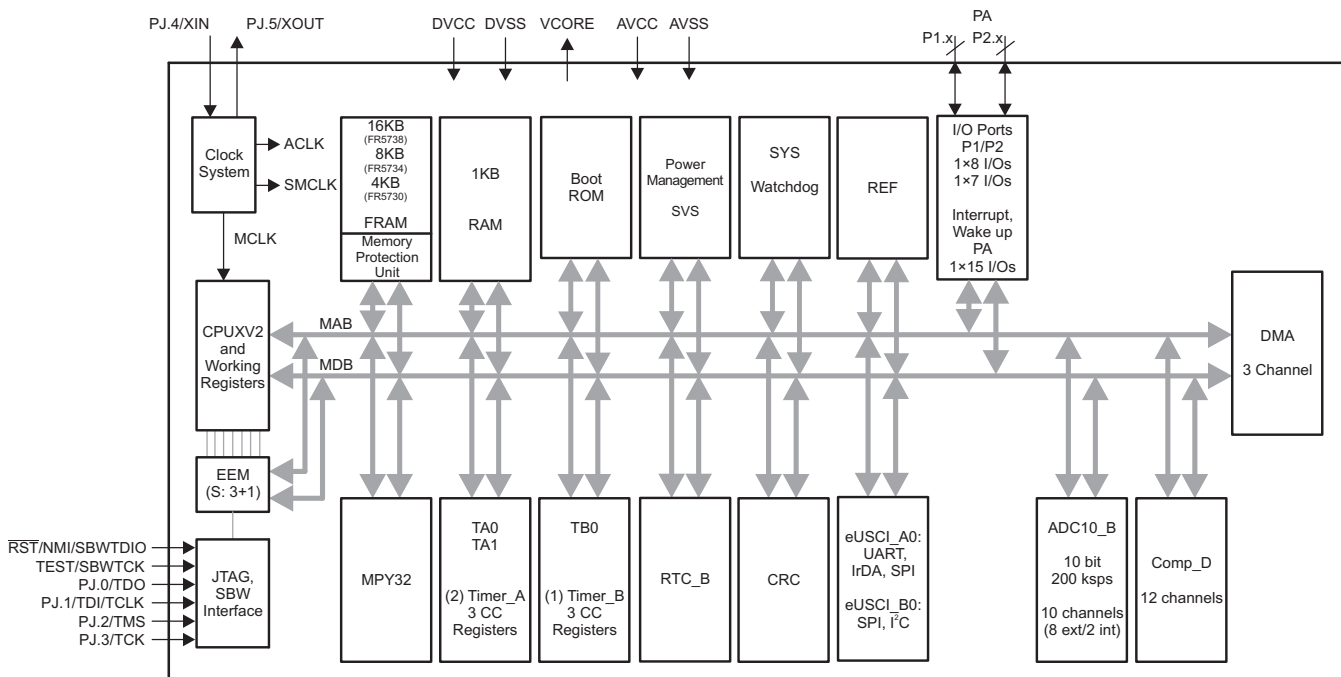 PJ.4/XIN
PJ.5/XOUT
DVCC
DVSS
VCORE
AVCC
AVSS
PA
P1.x
P2.x
Clock
System
ACLK
SMCLK
MCLK
16KB
(FR5738)
8KB
(FR5734)
4KB
(FR5730)
FRAM
Memory
Protection
Unit
1KB
RAM
Boot
ROM
Power
Management
SVS
SYS
Watchdog
REF
I/O Ports
P1/P2
1×8 I/Os
1×7 I/Os
Interrupt,
Wake up
PA
1×15 I/Os
CPUXV2
and
Working
Registers
MAB
MDB
DMA
3 Channel
EEM
(S: 3+1)
RST/NMI/SBWTDIO
TEST/SBWTCK
PJ.0/TDO
PJ.1/TDI/TCLK
PJ.2/TMS
PJ.3/TCK
JTAG,
SBW
Interface
MPY32
TA0
TA1
(2) Timer_A
3 CC
Registers
TB0
(1) Timer_B
3 CC
Registers
RTC_B
CRC
eUSCI_A0:
UART,
IrDA, SPI
eUSCI_B0:
SPI, I²C
ADC10_B
10 bit
200 ksps
10 channels
(8 ext/2 int)
Comp_D
12 channels